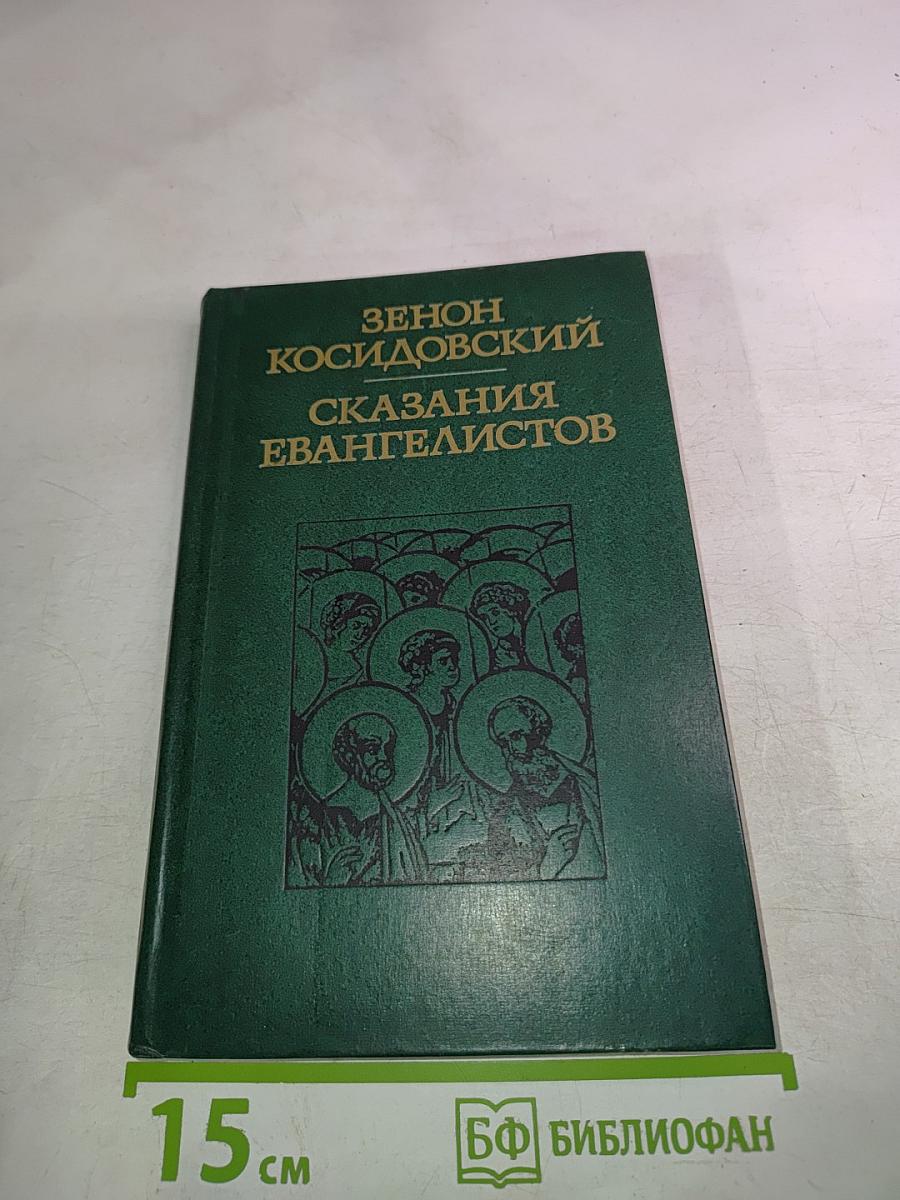 ЗЕНОН
КОСИДОВСКИЙ
СКАЗАНИЯ
ЕВАНГЕЛИСТОВ
15 см
БФ БИБЛИОФАН